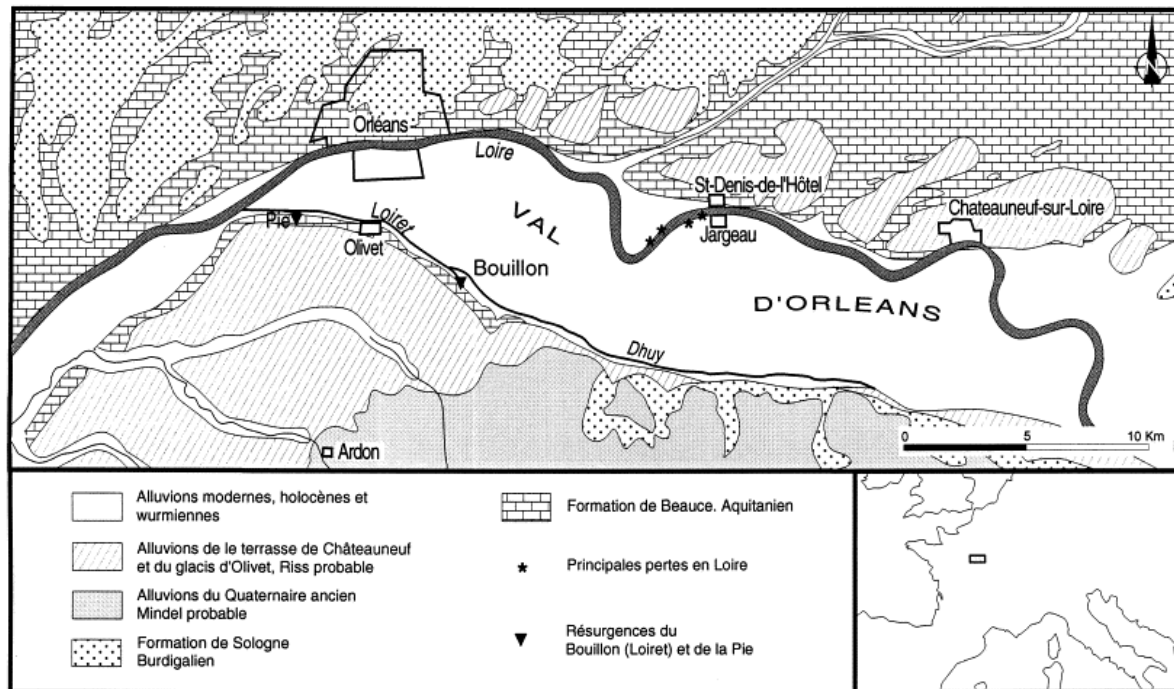 N
Orléans
Loire
St-Denis-de-l'Hôtel
Chateauneuf-sur-Loire
VAL
Jargeau
Pie
Loiret
Olivet
Bouillon
D'ORLEANS
Dhuy
Ardon
0 5 10 Km
Alluvions modernes, holocènes et
wurmiennes
Alluvions de le terrasse de Châteauneuf
et du glacis d'Olivet, Riss probable
Alluvions du Quaternaire ancien
Mindel probable
Formation de Sologne
Burdigalien
Formation de Beauce. Aquitanien
Principales pertes en Loire
Résurgences du
Bouillon (Loiret) et de la Pie